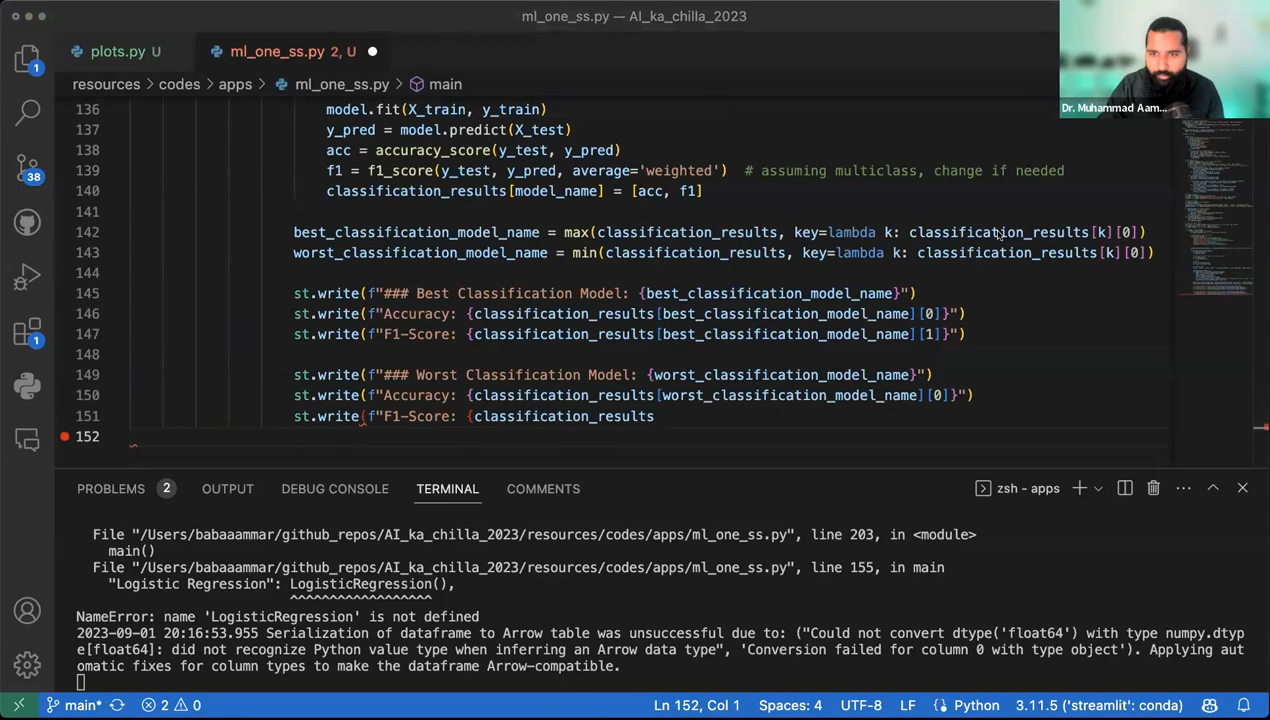 ml_one_ss.py — AI_ka_chilla_2023
plots.py U
ml_one_ss.py 2, U
resources > codes > apps > ml_one_ss.py > main
136 model.fit(X_train, y_train)
137 y_pred = model.predict(X_test)
138 acc = accuracy_score(y_test, y_pred)
139 f1 = f1_score(y_test, y_pred, average='weighted') # assuming multiclass, change if needed
140 classification_results[model_name] = [acc, f1]
141
142 best_classification_model_name = max(classification_results, key=lambda k: classification_results[k][0])
143 worst_classification_model_name = min(classification_results, key=lambda k: classification_results[k][0])
144
145 st.write(f"### Best Classification Model: {best_classification_model_name}")
146 st.write(f"Accuracy: {classification_results[best_classification_model_name][0]}")
147 st.write(f"F1-Score: {classification_results[best_classification_model_name][1]}")
148
149 st.write(f"### Worst Classification Model: {worst_classification_model_name}")
150 st.write(f"Accuracy: {classification_results[worst_classification_model_name][0]}")
151 st.write(f"F1-Score: {classification_results
152
Dr. Muhammad Aam...
1
38
1
PROBLEMS 2 OUTPUT DEBUG CONSOLE TERMINAL COMMENTS zsh - apps
File "/Users/babaammar/github_repos/AI_ka_chilla_2023/resources/codes/apps/ml_one_ss.py", line 203, in <module>
main()
File "/Users/babaammar/github_repos/AI_ka_chilla_2023/resources/codes/apps/ml_one_ss.py", line 155, in main
"Logistic Regression": LogisticRegression(),
^^^^^^^^^^^^^^^^^^
NameError: name 'LogisticRegression' is not defined
2023-09-01 20:16:53.955 Serialization of dataframe to Arrow table was unsuccessful due to: ("Could not convert dtype('float64') with type numpy.dtyp
e[float64]: did not recognize Python value type when inferring an Arrow data type", 'Conversion failed for column 0 with type object'). Applying aut
omatic fixes for column types to make the dataframe Arrow-compatible.
main* 2 0 Ln 152, Col 1 Spaces: 4 UTF-8 LF Python 3.11.5 ('streamlit': conda)